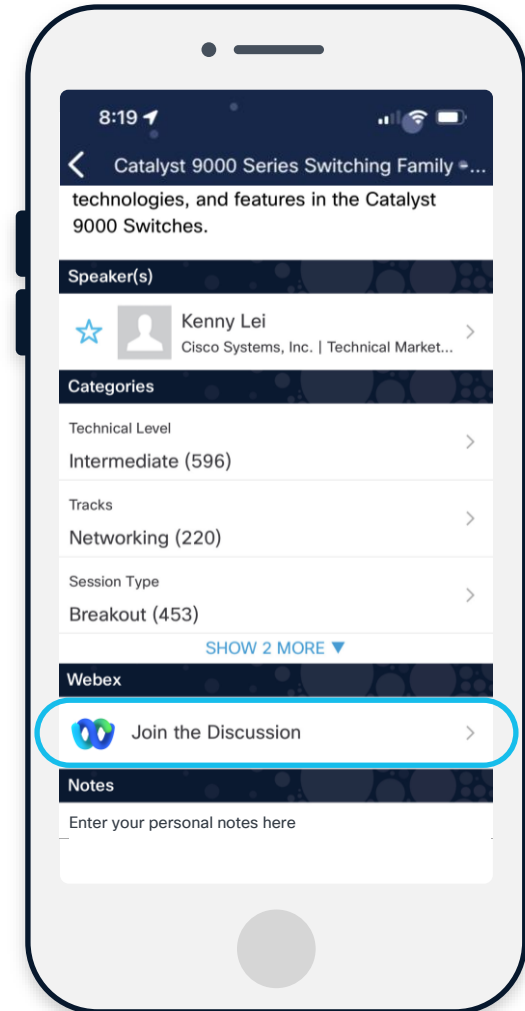 8:19
Catalyst 9000 Series Switching Family -...
technologies, and features in the Catalyst
9000 Switches.
Speaker(s)
Kenny Lei
Cisco Systems, Inc. | Technical Market...
Categories
Technical Level
Intermediate (596)
Tracks
Networking (220)
Session Type
Breakout (453)
SHOW 2 MORE ▼
Webex
Join the Discussion
Notes
Enter your personal notes here